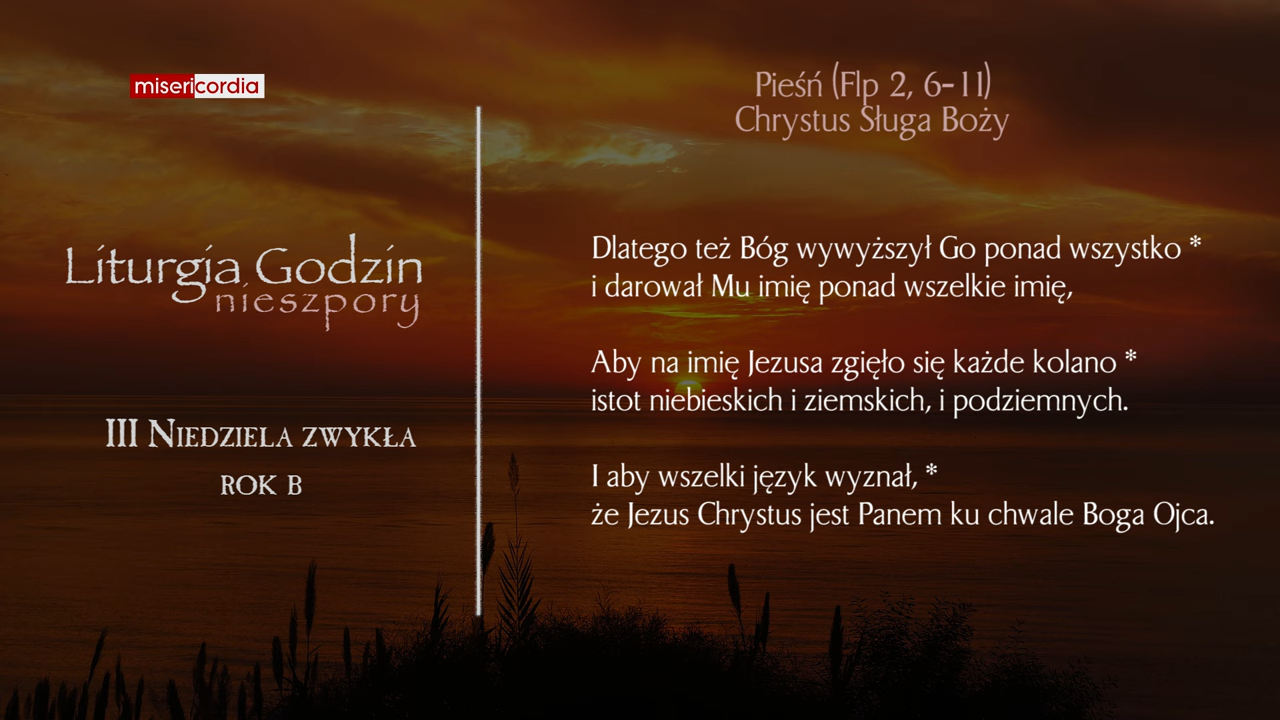 misericordia
Liturgia Godzin
nieszpory
III Niedziela zwykła
rok B
Pieśń (Flp 2, 6-11)
Chrystus Sługa Boży
Dlatego też Bóg wywyższył Go ponad wszystko *
i darował Mu imię ponad wszelkie imię,
Aby na imię Jezusa zgięło się każde kolano *
istot niebieskich i ziemskich, i podziemnych.
I aby wszelki język wyznał, *
że Jezus Chrystus jest Panem ku chwale Boga Ojca.